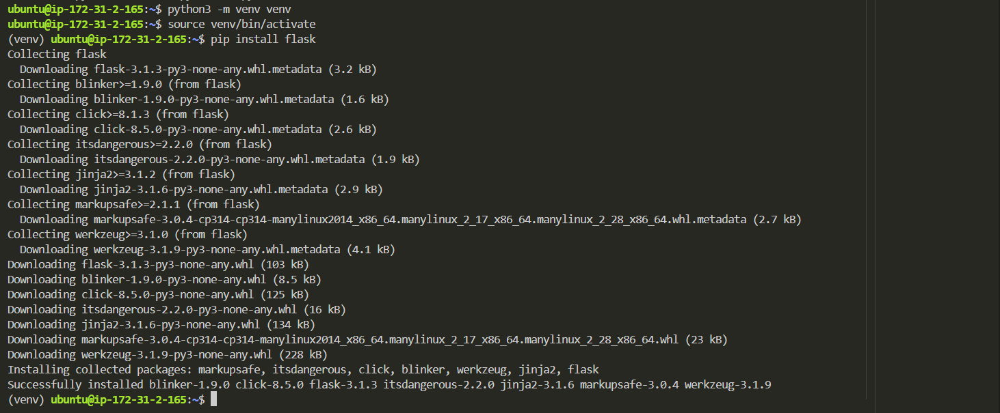 ubuntu@ip-172-31-2-165:~$ python3 -m venv venv
ubuntu@ip-172-31-2-165:~$ source venv/bin/activate
(venv) ubuntu@ip-172-31-2-165:~$ pip install flask
Collecting flask
  Downloading flask-3.1.3-py3-none-any.whl.metadata (3.2 kB)
Collecting blinker>=1.9.0 (from flask)
  Downloading blinker-1.9.0-py3-none-any.whl.metadata (1.6 kB)
Collecting click>=8.1.3 (from flask)
  Downloading click-8.5.0-py3-none-any.whl.metadata (2.6 kB)
Collecting itsdangerous>=2.2.0 (from flask)
  Downloading itsdangerous-2.2.0-py3-none-any.whl.metadata (1.9 kB)
Collecting jinja2>=3.1.2 (from flask)
  Downloading jinja2-3.1.6-py3-none-any.whl.metadata (2.9 kB)
Collecting markupsafe>=2.1.1 (from flask)
  Downloading markupsafe-3.0.4-cp314-cp314-manylinux2014_x86_64.manylinux_2_17_x86_64.manylinux_2_28_x86_64.whl.metadata (2.7 kB)
Collecting werkzeug>=3.1.0 (from flask)
  Downloading werkzeug-3.1.9-py3-none-any.whl.metadata (4.1 kB)
Downloading flask-3.1.3-py3-none-any.whl (103 kB)
Downloading blinker-1.9.0-py3-none-any.whl (8.5 kB)
Downloading click-8.5.0-py3-none-any.whl (125 kB)
Downloading itsdangerous-2.2.0-py3-none-any.whl (16 kB)
Downloading jinja2-3.1.6-py3-none-any.whl (134 kB)
Downloading markupsafe-3.0.4-cp314-cp314-manylinux2014_x86_64.manylinux_2_17_x86_64.manylinux_2_28_x86_64.whl (23 kB)
Downloading werkzeug-3.1.9-py3-none-any.whl (228 kB)
Installing collected packages: markupsafe, itsdangerous, click, blinker, werkzeug, jinja2, flask
Successfully installed blinker-1.9.0 click-8.5.0 flask-3.1.3 itsdangerous-2.2.0 jinja2-3.1.6 markupsafe-3.0.4 werkzeug-3.1.9
(venv) ubuntu@ip-172-31-2-165:~$